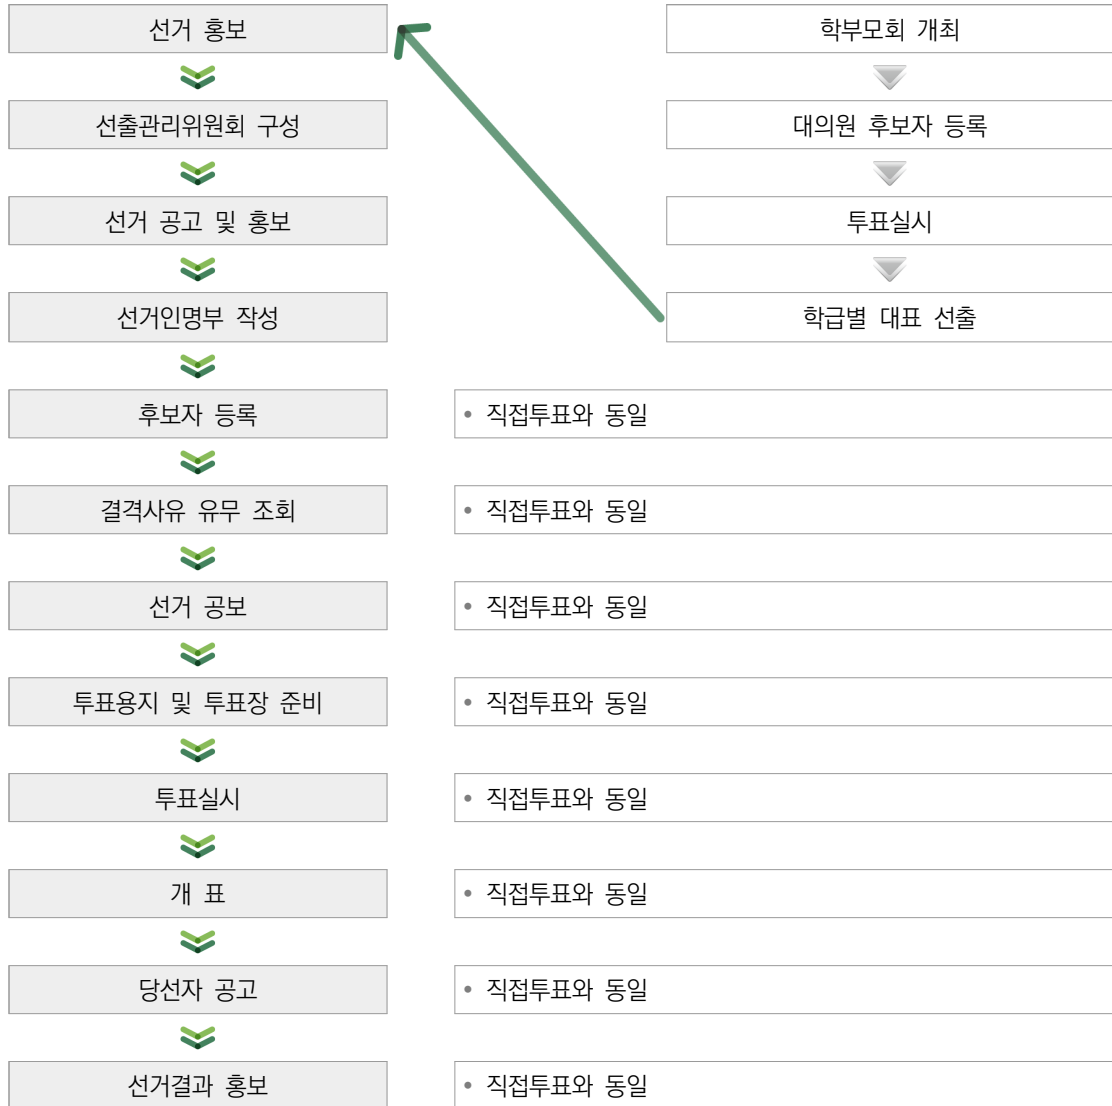 선거 홍보
학부모회 개최
선출관리위원회 구성
대의원 후보자 등록
선거 공고 및 홍보
투표실시
선거인명부 작성
학급별 대표 선출
후보자 등록
• 직접투표와 동일
결격사유 유무 조회
• 직접투표와 동일
선거 공보
• 직접투표와 동일
투표용지 및 투표장 준비
• 직접투표와 동일
투표실시
• 직접투표와 동일
개 표
• 직접투표와 동일
당선자 공고
• 직접투표와 동일
선거결과 홍보
• 직접투표와 동일